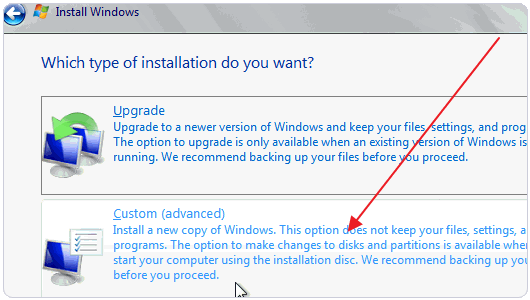 Install Windows
Which type of installation do you want?
Upgrade
Upgrade to a newer version of Windows and keep your files, settings, and prog
The option to upgrade is only available when an existing version of Windows is
running. We recommend backing up your files before you proceed.
Custom (advanced)
Install a new copy of Windows. This option does not keep your files, settings, a
programs. The option to make changes to disks and partitions is available when
start your computer using the installation disc. We recommend backing up you
before you proceed.